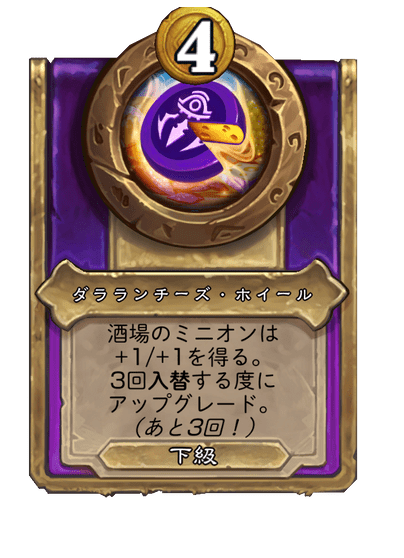 4
ダラランチーズ・ホイール
酒場のミニオンは
+1/+1を得る。
3回入替する度に
アップグレード。
(あと3回！)
下級